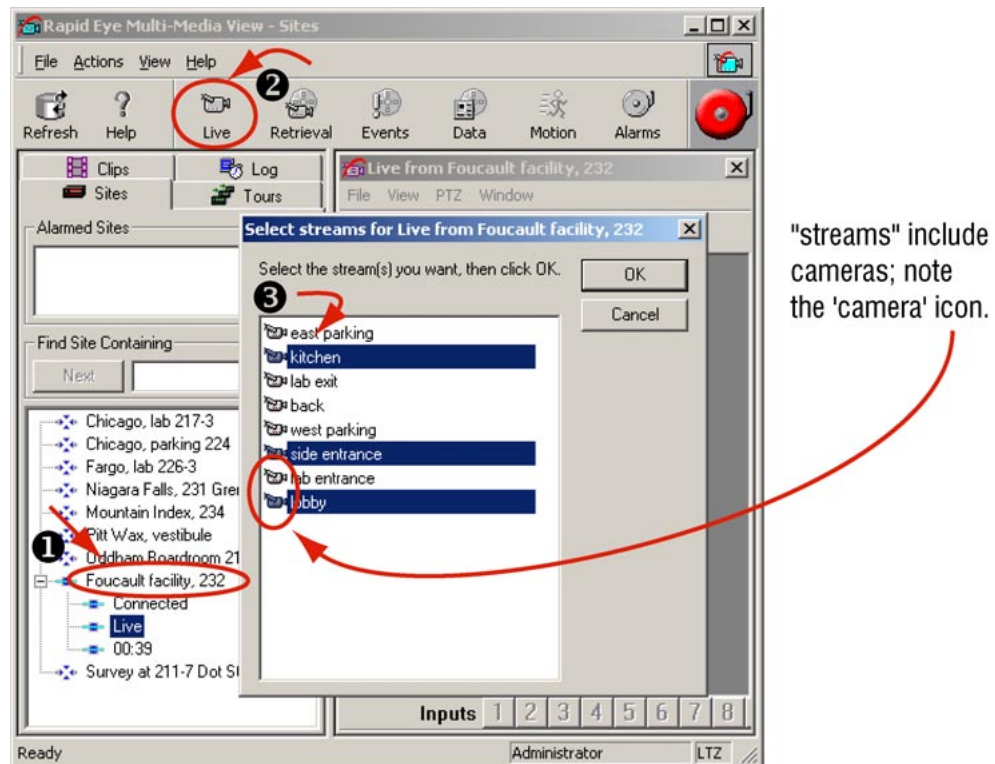 Rapid Eye Multi-Media View - Sites
File Actions View Help
2
Refresh Help Live Retrieval Events Data Motion Alarms
Clips Log
Sites Tours
Alarmed Sites
Find Site Containing
Next
Chicago, lab 217-3
Chicago, parking 224
Fargo, lab 226-3
Niagara Falls, 231
Mountain Index, 234
Pitt Wax, vestibule
1
Oddham Boardroom 21
Foucault facility, 232
Connected
Live
00:39
Survey at 211-7 Dot
Live from Foucault facility, 232
File View PTZ Window
Select streams for Live from Foucault facility, 232
Select the stream(s) you want, then click OK.
OK
Cancel
3
east parking
kitchen
lab exit
back
west parking
side entrance
lab entrance
lobby
Inputs 1 2 3 4 5 6 7 8
Ready Administrator LTZ
"streams" include
cameras; note
the 'camera' icon.